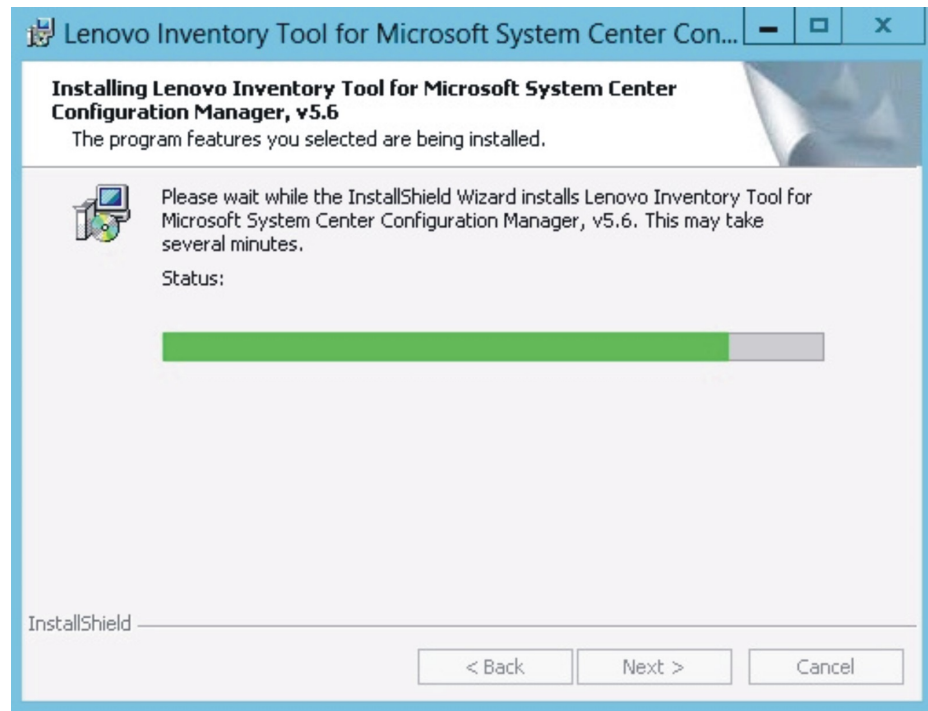 Lenovo Inventory Tool for Microsoft System Center Con...
Installing Lenovo Inventory Tool for Microsoft System Center
Configuration Manager, v5.6
The program features you selected are being installed.
Please wait while the InstallShield Wizard installs Lenovo Inventory Tool for
Microsoft System Center Configuration Manager, v5.6. This may take
several minutes.
Status:
InstallShield
< Back
Next >
Cancel